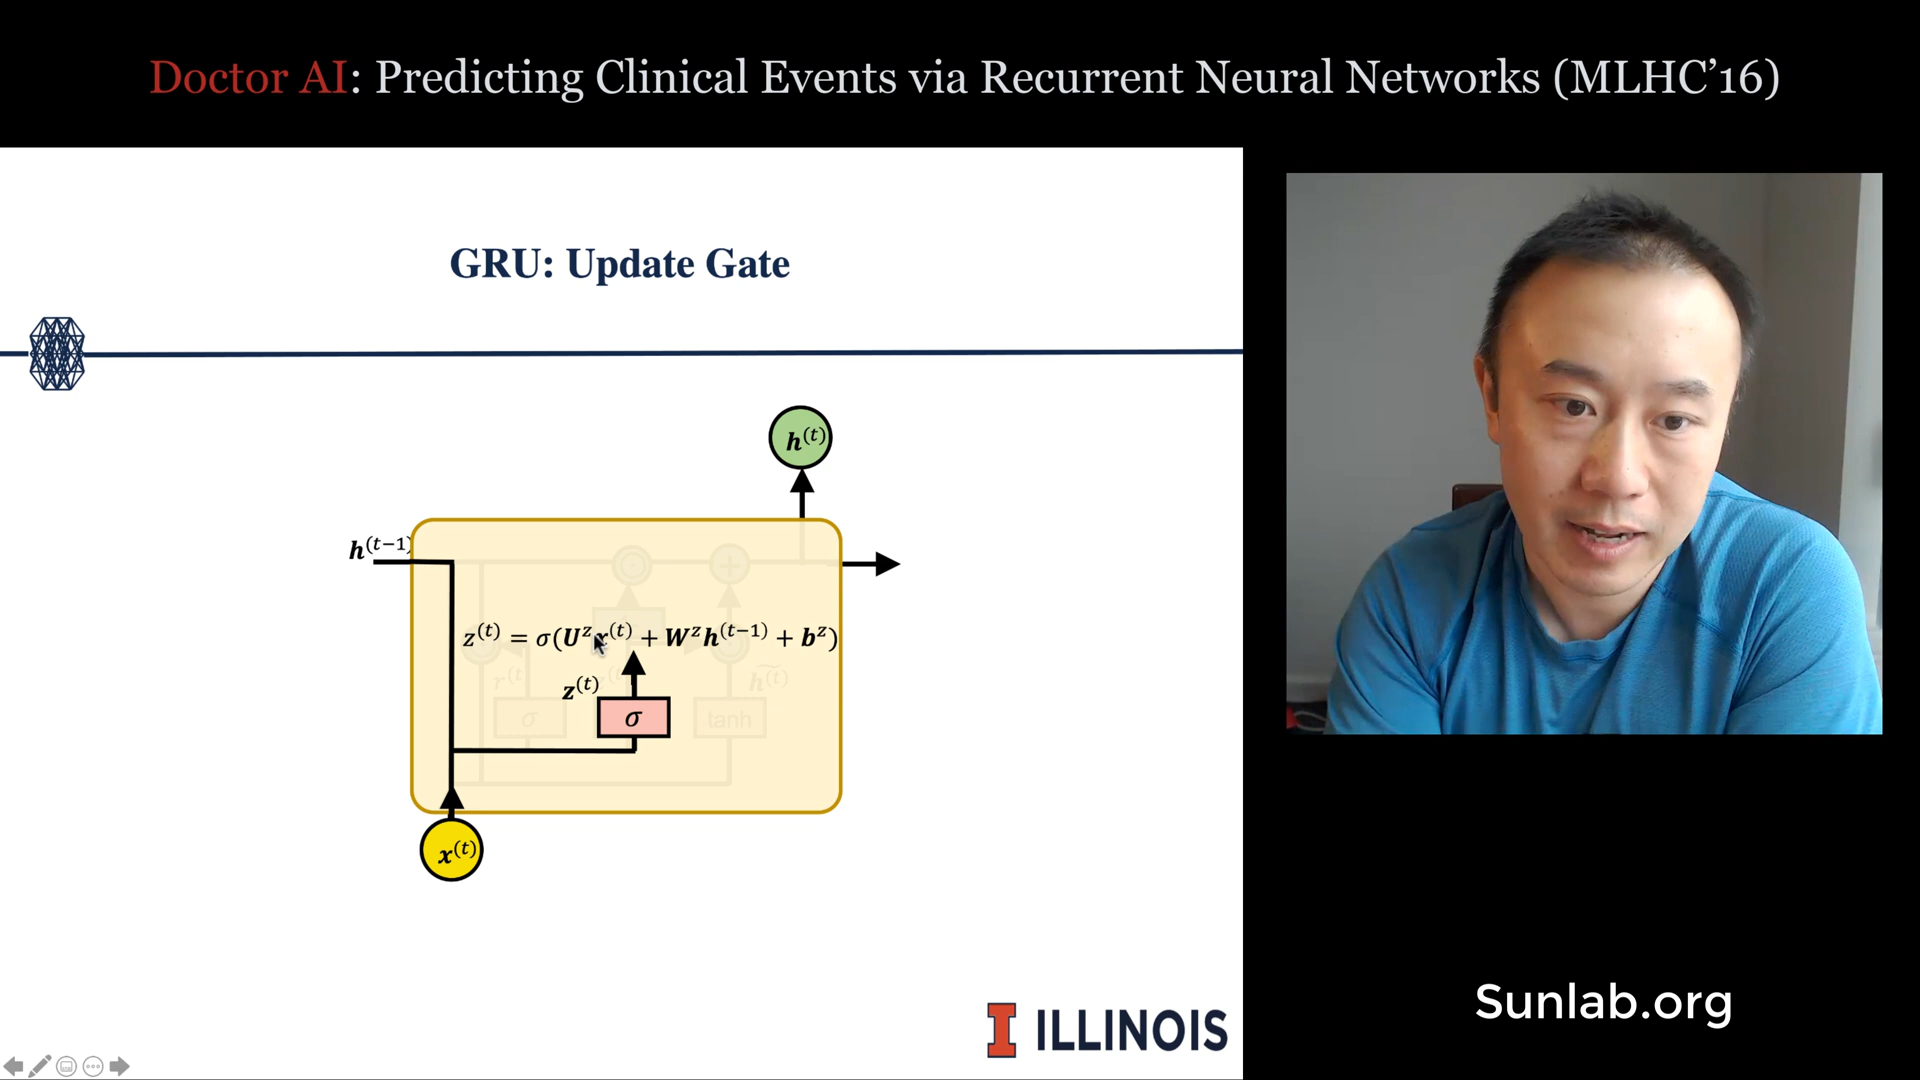 Doctor AI: Predicting Clinical Events via Recurrent Neural Networks (MLHC’16)
GRU: Update Gate
h⁽ᵗ⁾
h⁽ᵗ⁻¹⁾
z⁽ᵗ⁾ = σ(Uᶻx⁽ᵗ⁾ + Wᶻh⁽ᵗ⁻¹⁾ + bᶻ)
r⁽ᵗ
z⁽ᵗ⁾
h̃⁽ᵗ⁾
σ
σ
tanh
x⁽ᵗ⁾
ILLINOIS
Sunlab.org